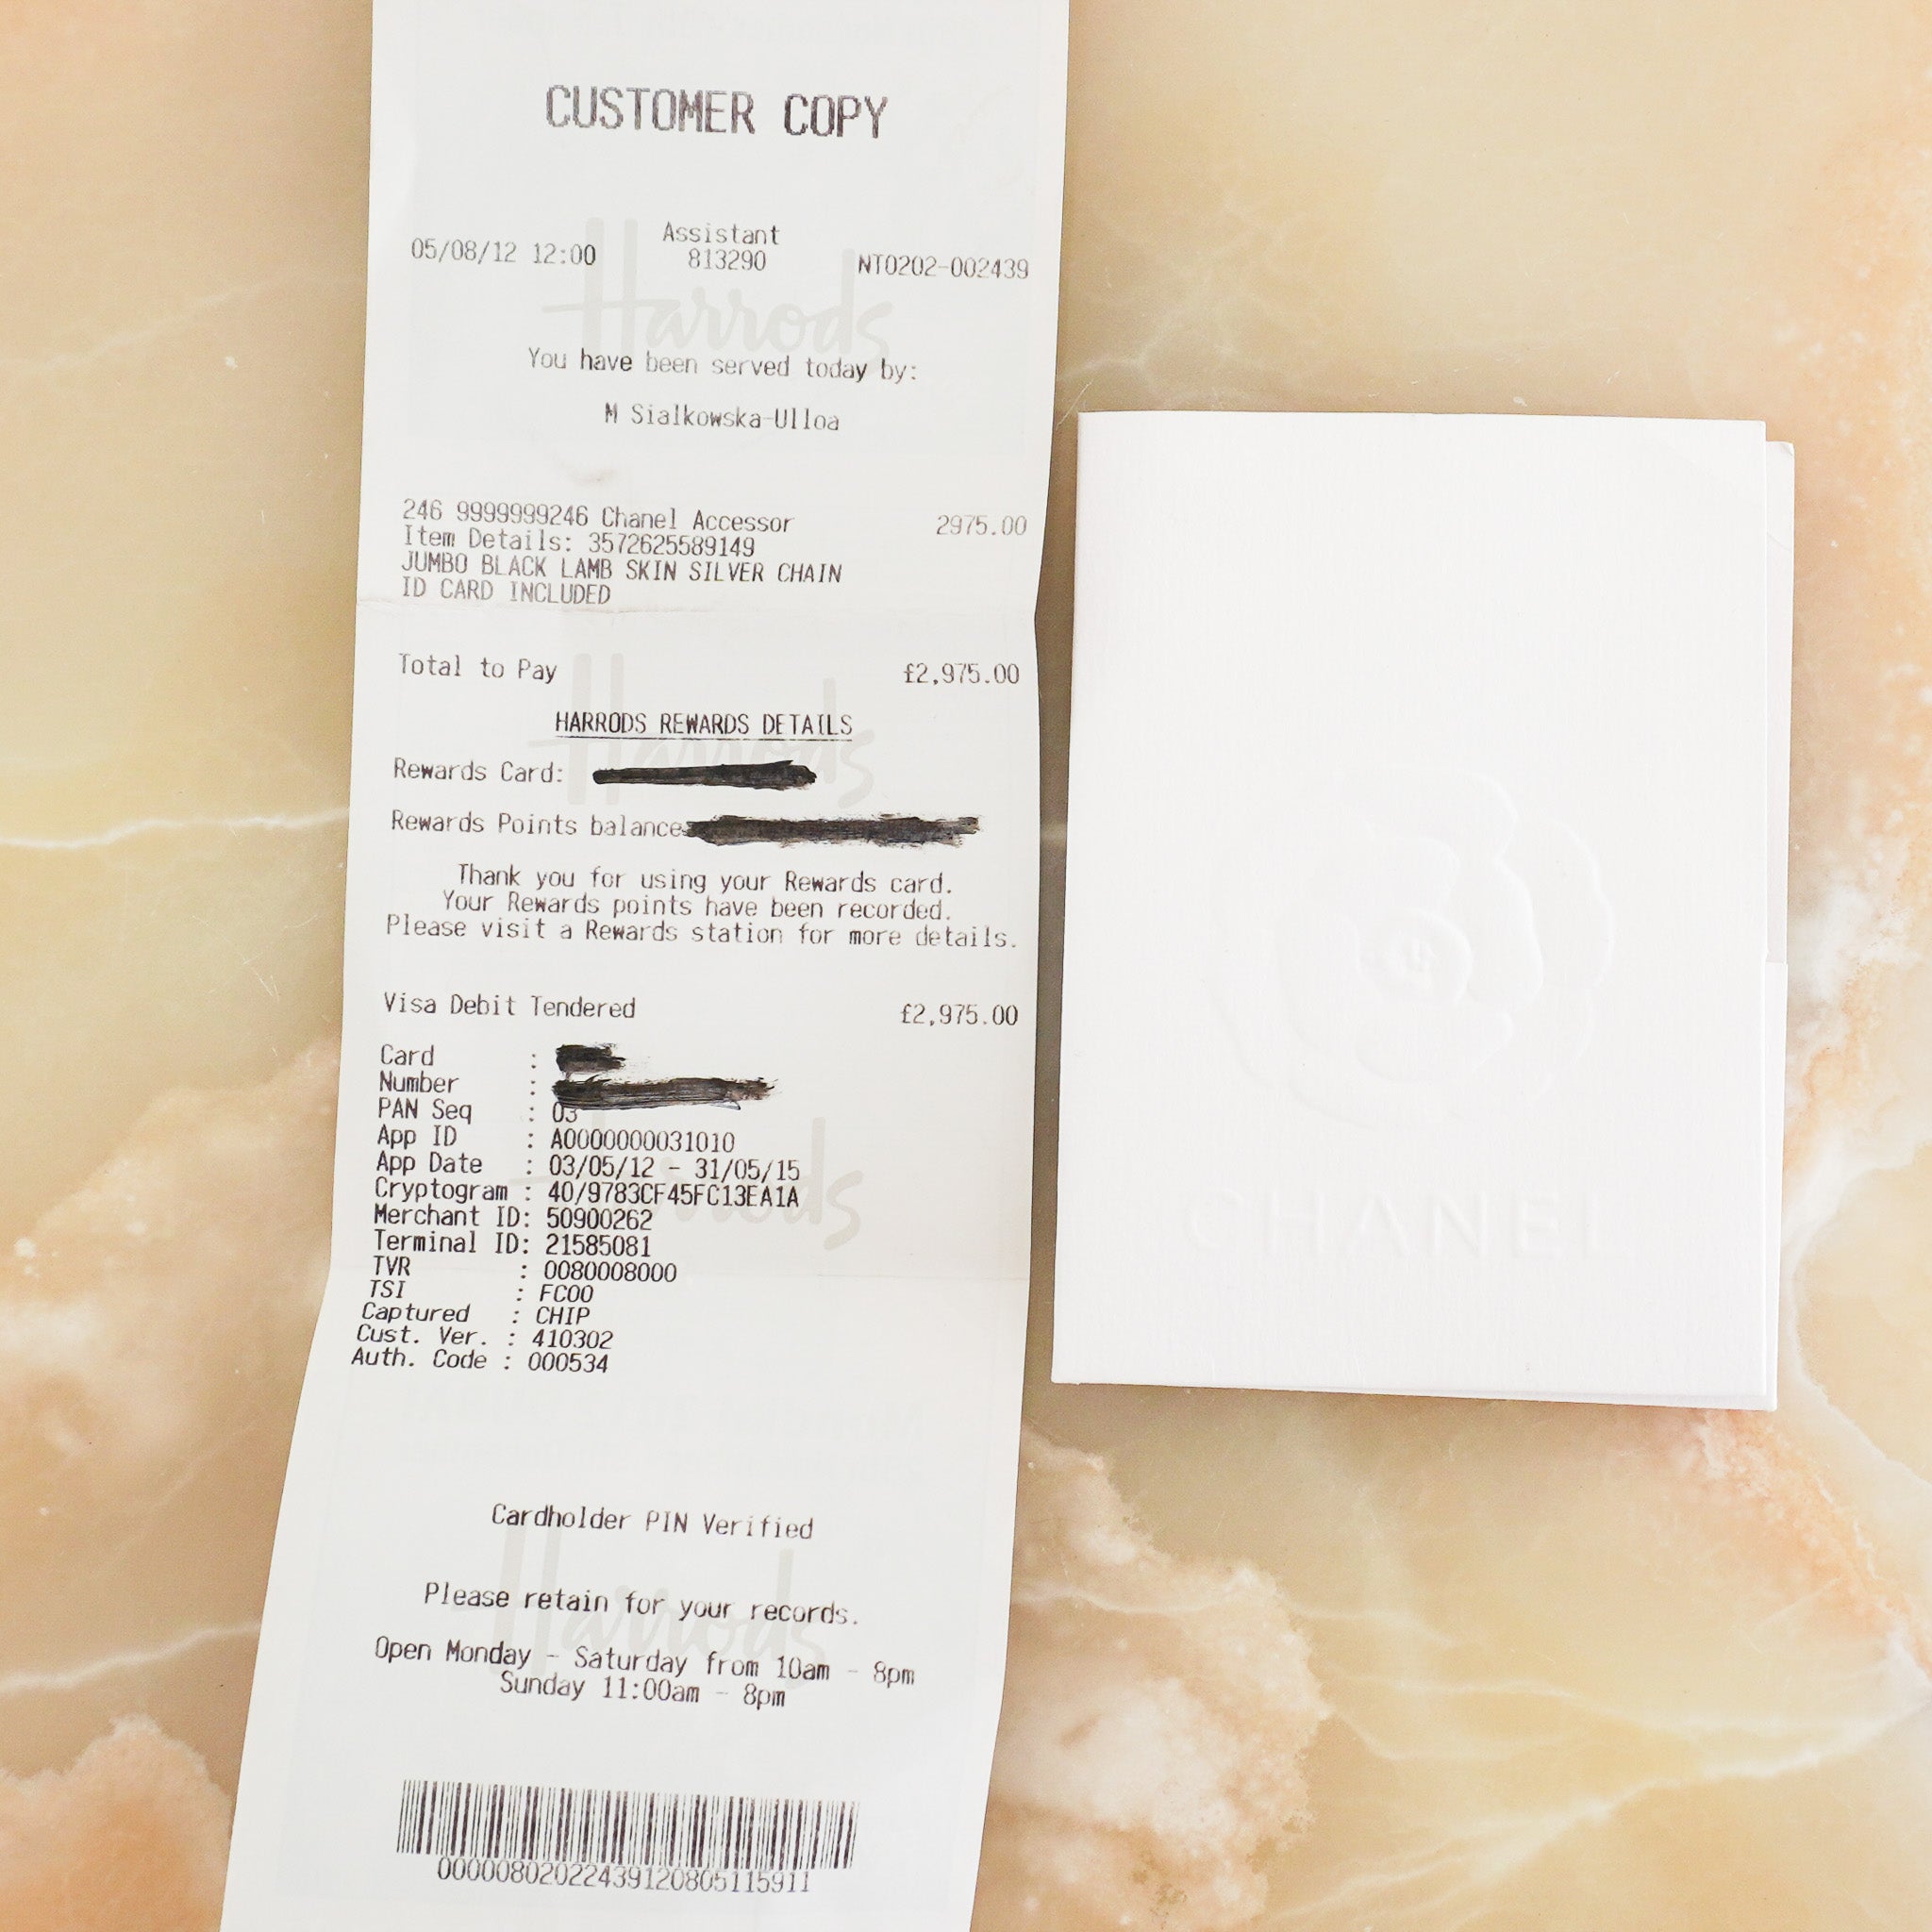 CUSTOMER COPY
Assistant
05/08/12 12:00 813290 NT0202-002439
Harrods
You have been served today by:
M Sialkowska-Ulloa
246 9999999246 Chanel Accessor 2975.00
Item Details: 3572625589149
JUMBO BLACK LAMB SKIN SILVER CHAIN
ID CARD INCLUDED
Total to Pay £2,975.00
HARRODS REWARDS DETAILS
Harrods
Rewards Card:
Rewards Points balance
Thank you for using your Rewards card.
Your Rewards points have been recorded.
Please visit a Rewards station for more details.
Visa Debit Tendered £2,975.00
Card :
Number :
PAN Seq : 03
App ID : A0000000031010
App Date : 03/05/12 - 31/05/15
Cryptogram : 40/9783CF45FC13EA1A
Harrods
Merchant ID: 50900262
Terminal ID: 21585081
TVR : 0080008000
TSI : FC00
Captured : CHIP
Cust. Ver. : 410302
Auth. Code : 000534
Cardholder PIN Verified
Harrods
Please retain for your records.
Open Monday - Saturday from 10am - 8pm
Sunday 11:00am - 8pm
00000802022439120805115911
CHANEL